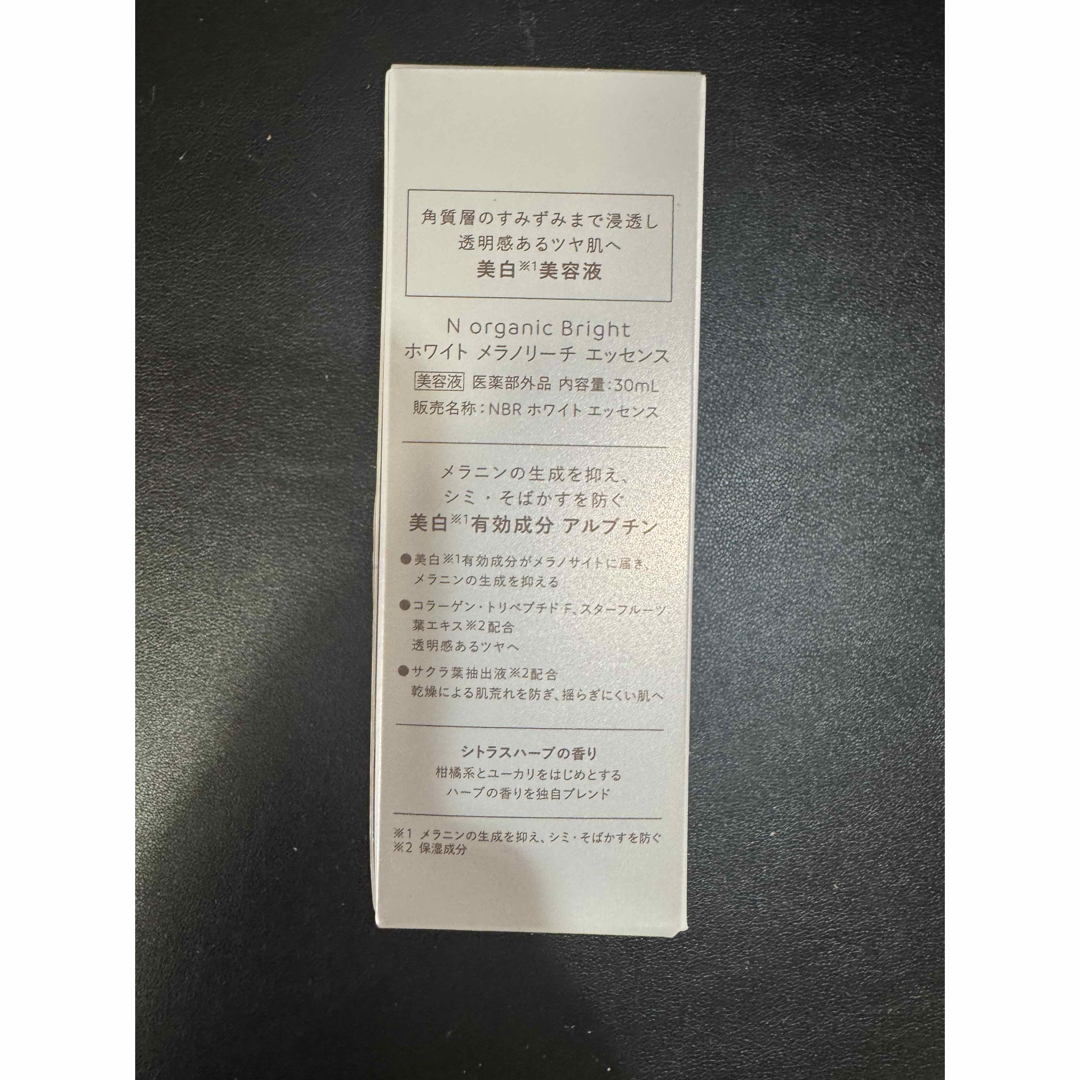 角質層のすみずみまで浸透し
透明感あるツヤ肌へ
美白※1美容液
N organic Bright
ホワイト メラノリーチ エッセンス
美容液 医薬部外品 内容量:30mL
販売名称:NBR ホワイト エッセンス
メラニンの生成を抑え、
シミ・そばかすを防ぐ
美白※1有効成分 アルブチン
●美白※1有効成分がメラノサイトに届き、
メラニンの生成を抑える
●コラーゲン・トリペプチド F、スターフルーツ
葉エキス※2配合
透明感あるツヤへ
●サクラ葉抽出液※2配合
乾燥による肌荒れを防ぎ、揺らぎにくい肌へ
シトラスハーブの香り
柑橘系とユーカリをはじめとする
ハーブの香りを独自ブレンド
※1 メラニンの生成を抑え、シミ・そばかすを防ぐ
※2 保湿成分